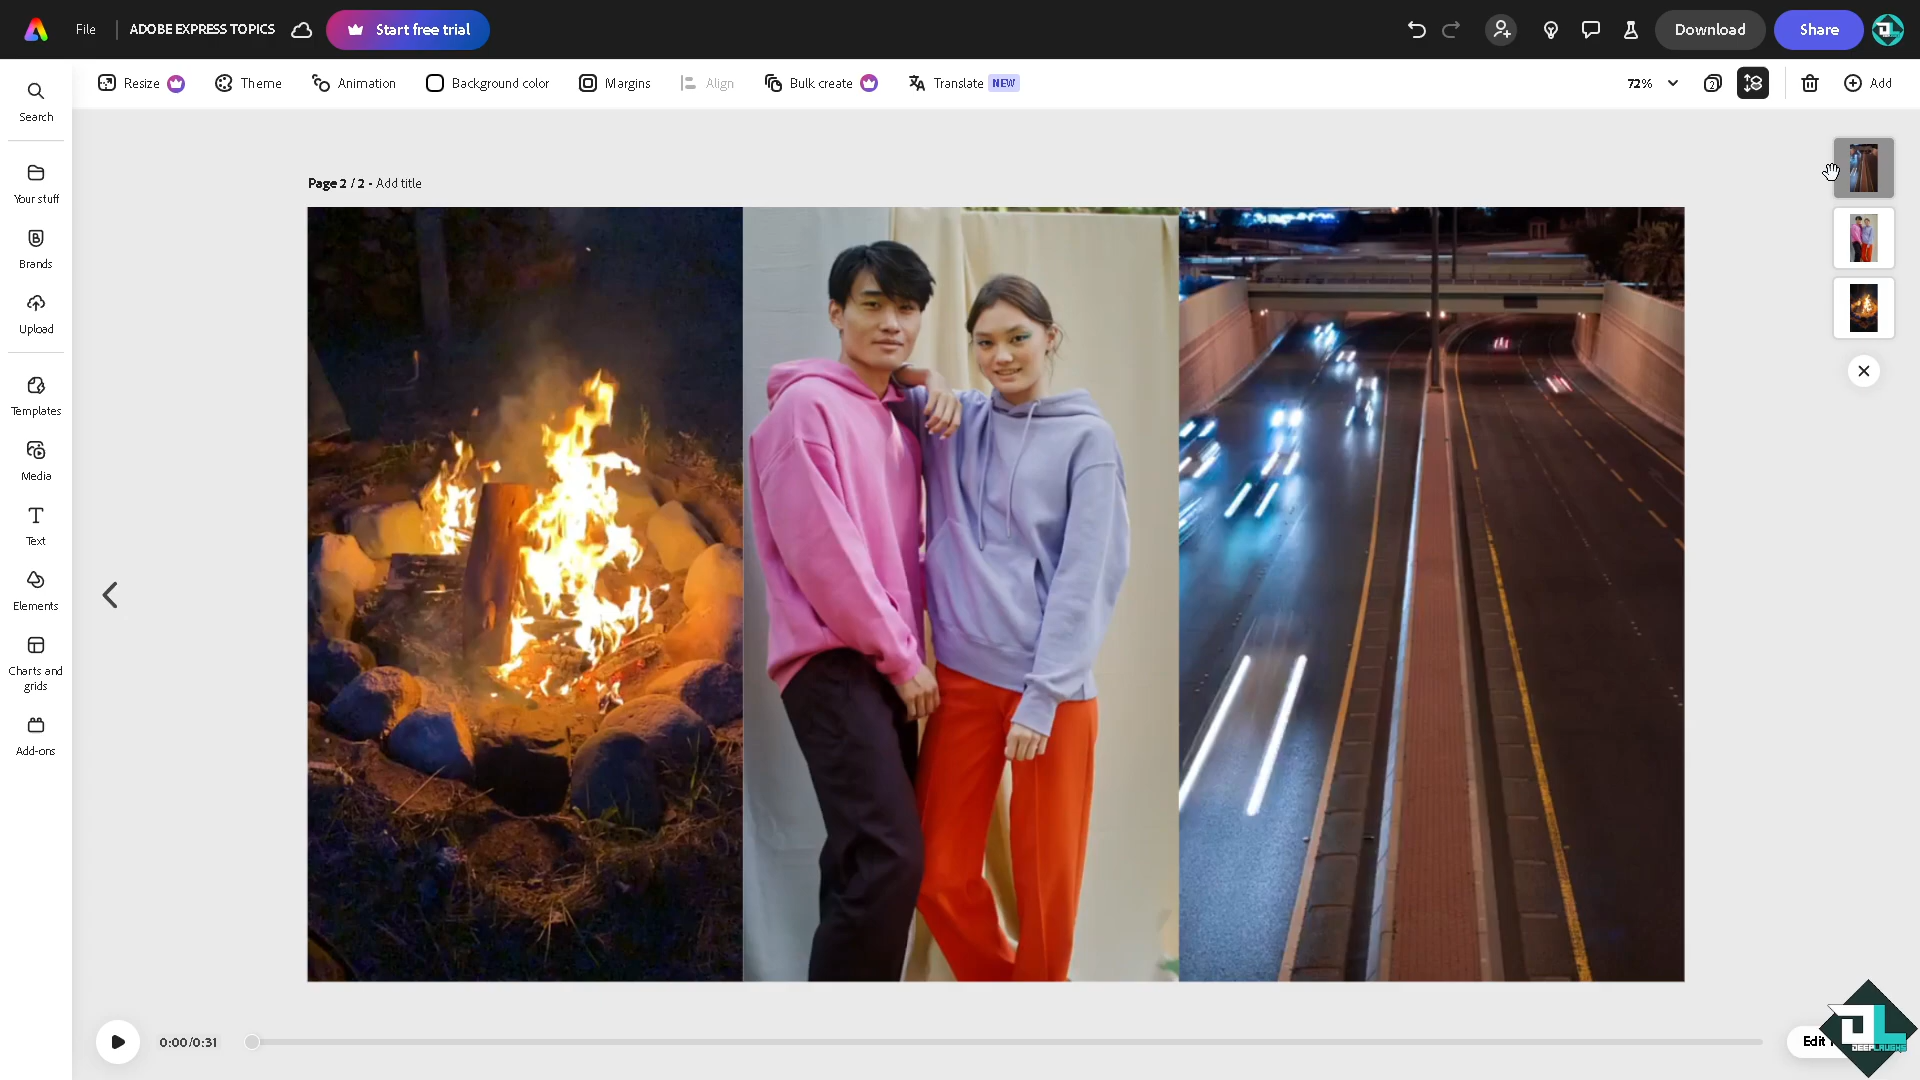 File
ADOBE EXPRESS TOPICS
Start free trial
Download
Share
Resize
Theme
Animation
Background color
Margins
Align
Bulk create
Translate NEW
72%
2
Add
Search
Your stuff
Brands
Upload
Templates
Media
Text
Elements
Charts and
grids
Add-ons
Page 2 / 2 - Add title
0:00/0:31
Edit
DEEPLAUGHS